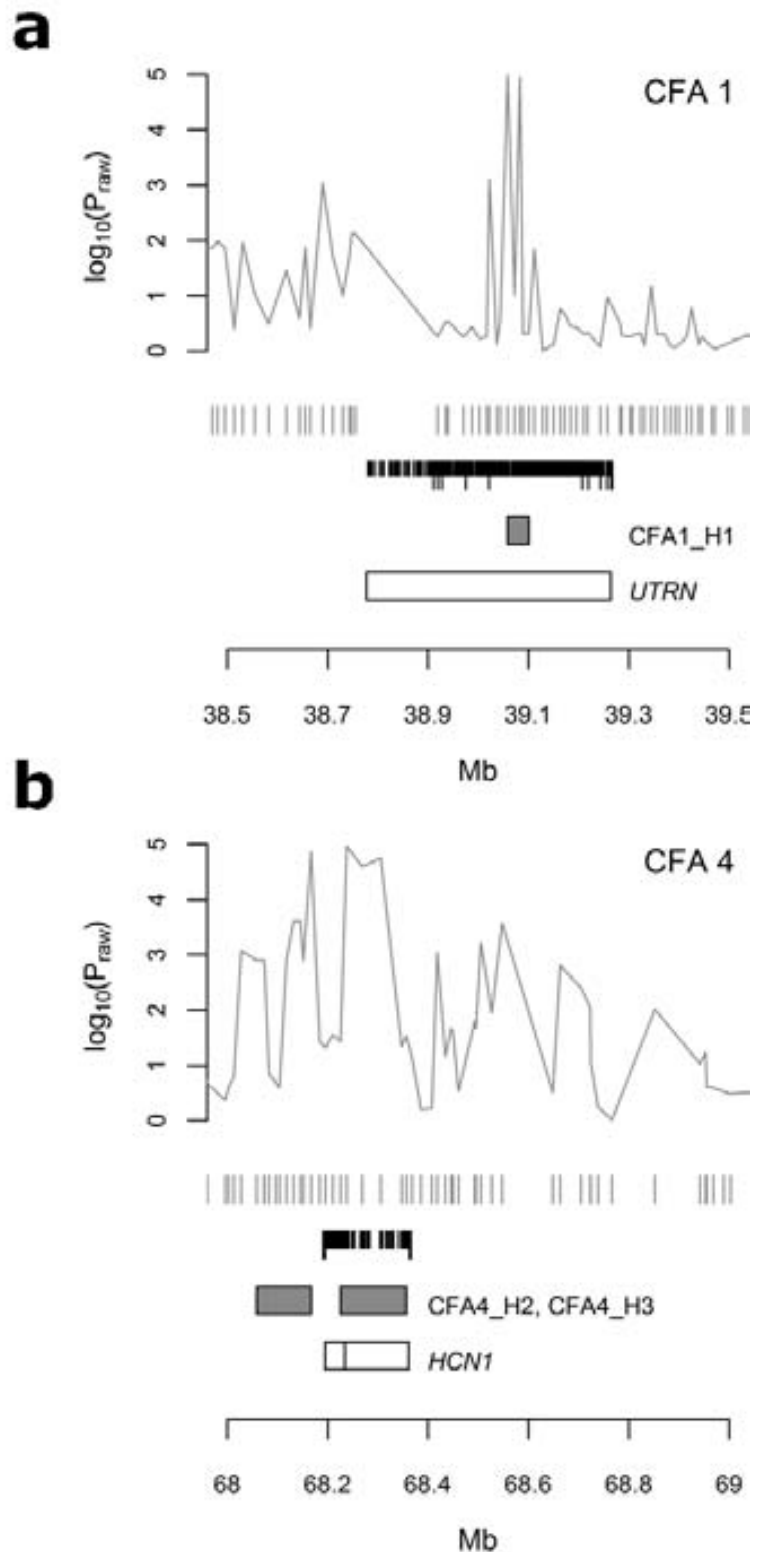 a
CFA 1
5
4
3
2
1
0
log10(Praw)
CFA1_H1
UTRN
38.5 38.7 38.9 39.1 39.3 39.5
Mb
b
CFA 4
5
4
3
2
1
0
log10(Praw)
CFA4_H2, CFA4_H3
HCN1
68 68.2 68.4 68.6 68.8 69
Mb